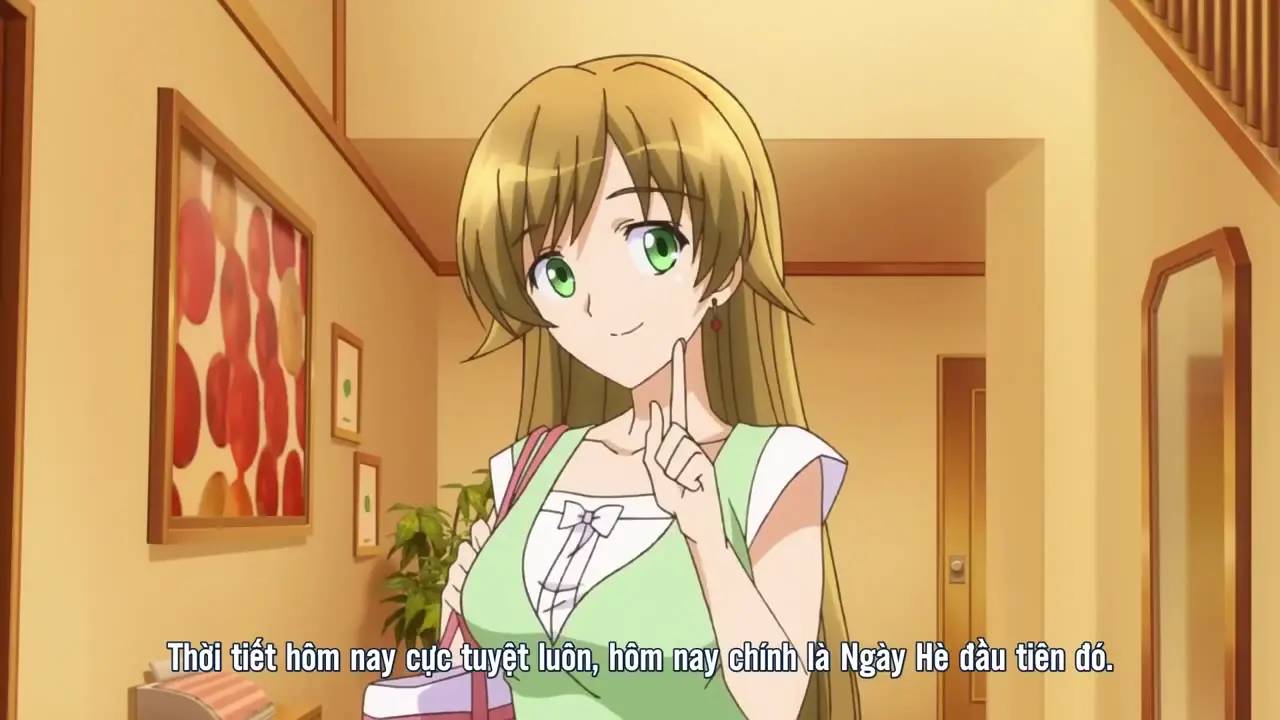 Thời tiết hôm nay cực tuyệt luôn, hôm nay chính là Ngày Hè đầu tiên đó.